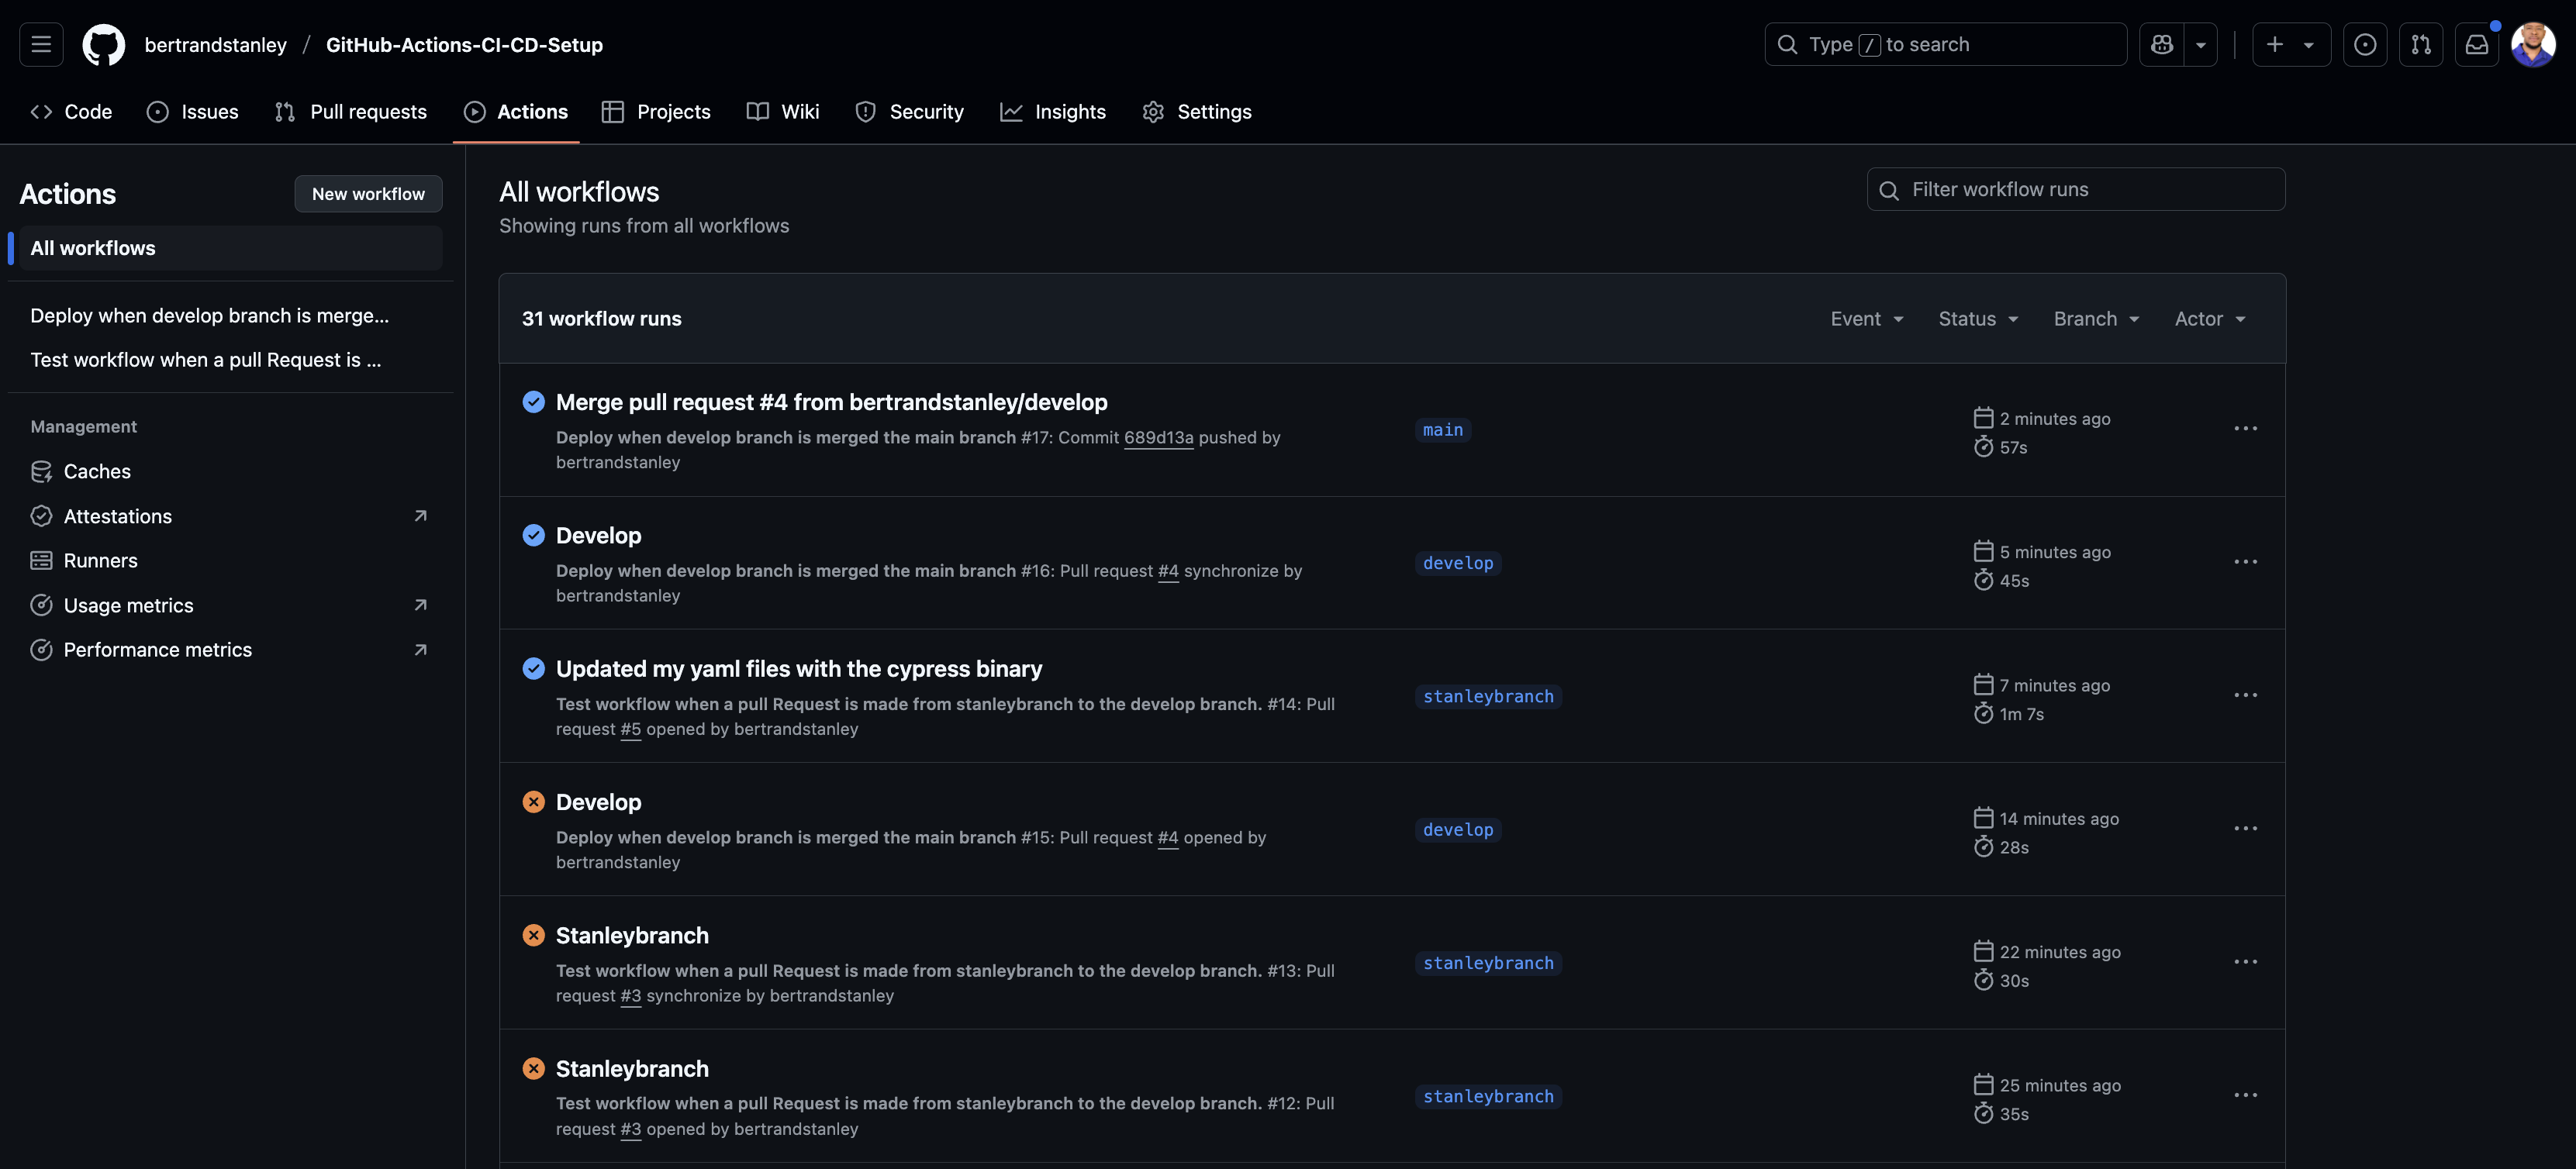 bertrandstanley / GitHub-Actions-CI-CD-Setup
Type / to search
Code Issues Pull requests Actions Projects Wiki Security Insights Settings
Actions
New workflow
All workflows
Deploy when develop branch is merge...
Test workflow when a pull Request is ...
Management
Caches
Attestations
Runners
Usage metrics
Performance metrics
All workflows
Showing runs from all workflows
Filter workflow runs
31 workflow runs
Event Status Branch Actor
Merge pull request #4 from bertrandstanley/develop
Deploy when develop branch is merged the main branch #17: Commit 689d13a pushed by
bertrandstanley
main
2 minutes ago
57s
Develop
Deploy when develop branch is merged the main branch #16: Pull request #4 synchronize by
bertrandstanley
develop
5 minutes ago
45s
Updated my yaml files with the cypress binary
Test workflow when a pull Request is made from stanleybranch to the develop branch. #14: Pull
request #5 opened by bertrandstanley
stanleybranch
7 minutes ago
1m 7s
Develop
Deploy when develop branch is merged the main branch #15: Pull request #4 opened by
bertrandstanley
develop
14 minutes ago
28s
Stanleybranch
Test workflow when a pull Request is made from stanleybranch to the develop branch. #13: Pull
request #3 synchronize by bertrandstanley
stanleybranch
22 minutes ago
30s
Stanleybranch
Test workflow when a pull Request is made from stanleybranch to the develop branch. #12: Pull
request #3 opened by bertrandstanley
stanleybranch
25 minutes ago
35s